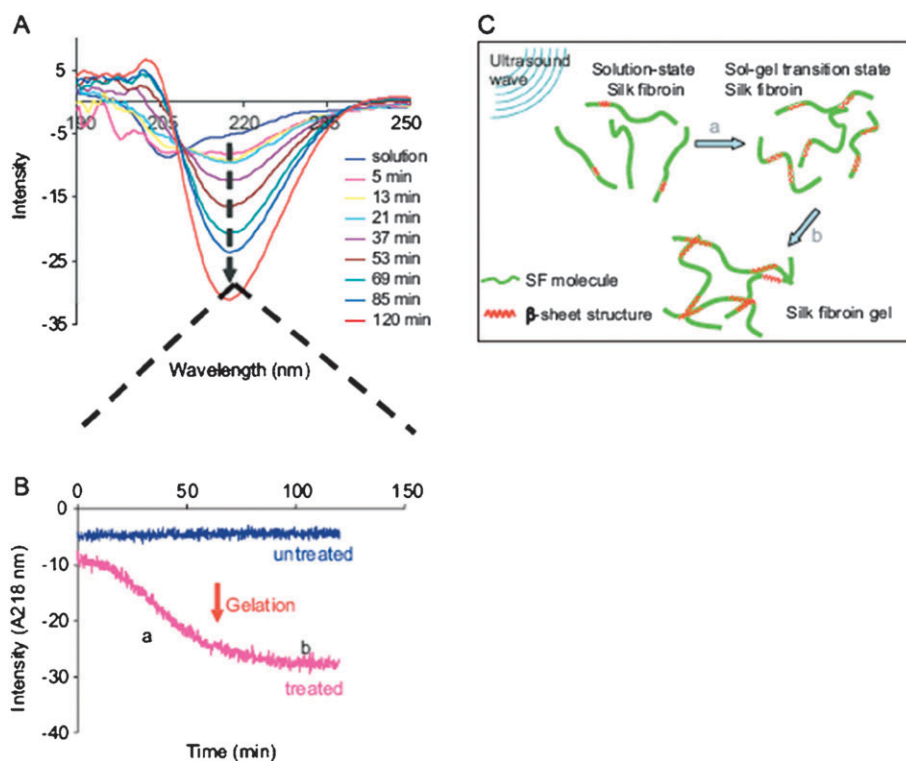 A
5
-5
-15
-25
-35
Intensity
190
205
220
235
250
solution
5 min
13 min
21 min
37 min
53 min
69 min
85 min
120 min
Wavelength (nm)
B
0
50
100
150
0
-10
-20
-30
-40
Intensity (A218 nm)
untreated
Gelation
a
b
treated
Time (min)
C
Ultrasound
wave
Solution-state
Silk fibroin
Sol-gel transition state
Silk fibroin
a
b
SF molecule
β-sheet structure
Silk fibroin gel